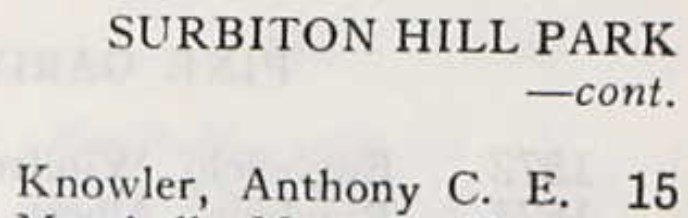 SURBITON HILL PARK
—cont.
Knowler, Anthony C. E. 15